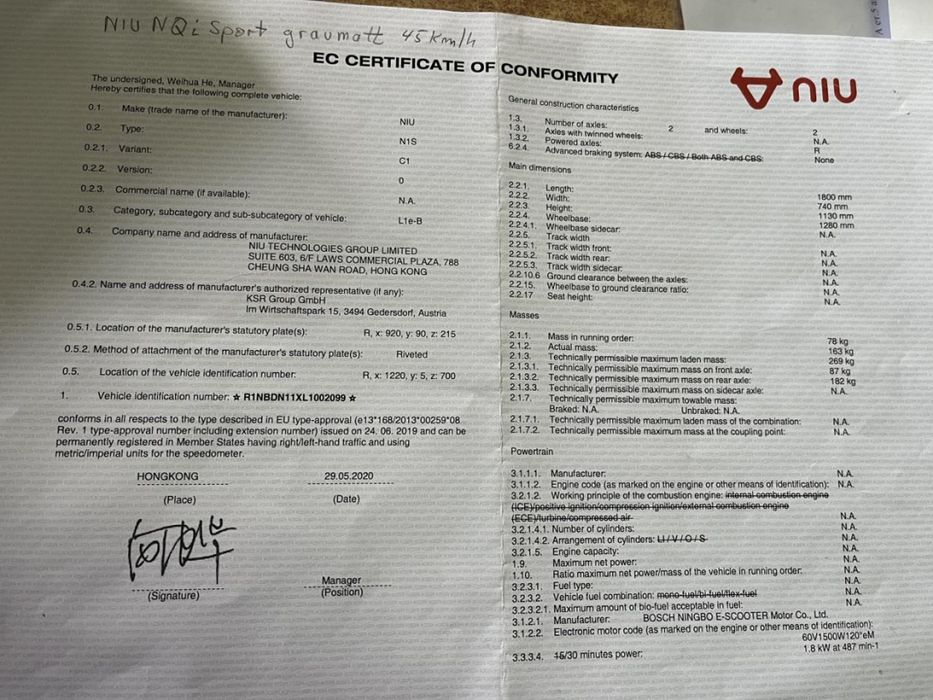 NIU NQi Sport graumatt 45 Km/h
EC CERTIFICATE OF CONFORMITY
The undersigned, Weihua He, Manager
Hereby certifies that the following complete vehicle:
0.1. Make (trade name of the manufacturer): NIU
0.2. Type: N1S
0.2.1. Variant: C1
0.2.2. Version: 0
0.2.3. Commercial name (if available): N.A.
0.3. Category, subcategory and sub-subcategory of vehicle: L1e-B
0.4. Company name and address of manufacturer:
NIU TECHNOLOGIES GROUP LIMITED
SUITE 603, 6/F LAWS COMMERCIAL PLAZA, 788
CHEUNG SHA WAN ROAD, HONG KONG
0.4.2. Name and address of manufacturer's authorized representative (if any):
KSR Group GmbH
Im Wirtschaftspark 15, 3494 Gedersdorf, Austria
0.5.1. Location of the manufacturer's statutory plate(s): R, x: 920, y: 90, z: 215
0.5.2. Method of attachment of the manufacturer's statutory plate(s): Riveted
0.5. Location of the vehicle identification number: R, x: 1220, y: 5, z: 700
1. Vehicle identification number: ☆ R1NBDN11XL1002099 ☆
conforms in all respects to the type described in EU type-approval (e13*168/2013*00259*08
Rev. 1 type-approval number including extension number) issued on 24. 06. 2019 and can be
permanently registered in Member States having right/left-hand traffic and using
metric/imperial units for the speedometer.
HONGKONG 29.05.2020
(Place) (Date)
Manager
(Signature) (Position)
NIU
General construction characteristics
1.3. Number of axles: 2 and wheels: 2
1.3.1. Axles with twinned wheels: N.A.
1.3.2. Powered axles: R
6.2.4. Advanced braking system: ABS / CBS / Both ABS and CBS: None
Main dimensions
2.2.1. Length: 1800 mm
2.2.2. Width: 740 mm
2.2.3. Height: 1130 mm
2.2.4. Wheelbase: 1280 mm
2.2.4.1. Wheelbase sidecar: N.A.
2.2.5. Track width
2.2.5.1. Track width front: N.A.
2.2.5.2. Track width rear: N.A.
2.2.5.3. Track width sidecar: N.A.
2.2.10.6 Ground clearance between the axles: N.A.
2.2.15. Wheelbase to ground clearance ratio: N.A.
2.2.17 Seat height: N.A.
Masses
2.1.1. Mass in running order: 78 kg
2.1.2. Actual mass: 163 kg
2.1.3. Technically permissible maximum laden mass: 269 kg
2.1.3.1. Technically permissible maximum mass on front axle: 87 kg
2.1.3.2. Technically permissible maximum mass on rear axle: 182 kg
2.1.3.3. Technically permissible maximum mass on sidecar axle: N.A.
2.1.7. Technically permissible maximum towable mass:
Braked: N.A. Unbraked: N.A.
2.1.7.1. Technically permissible maximum laden mass of the combination: N.A.
2.1.7.2. Technically permissible maximum mass at the coupling point: N.A.
Powertrain
3.1.1.1. Manufacturer: N.A.
3.1.1.2. Engine code (as marked on the engine or other means of identification): N.A.
3.2.1.2. Working principle of the combustion engine: internal combustion engine
(ICE)/positive ignition/compression ignition/external combustion engine
(ECE)/turbine/compressed air N.A.
3.2.1.4.1. Number of cylinders: N.A.
3.2.1.4.2. Arrangement of cylinders: LI / V / O / S N.A.
3.2.1.5. Engine capacity: N.A.
1.9. Maximum net power: N.A.
1.10. Ratio maximum net power/mass of the vehicle in running order: N.A.
3.2.3.1. Fuel type: N.A.
3.2.3.2. Vehicle fuel combination: mono-fuel/bi-fuel/flex-fuel N.A.
3.2.3.2.1. Maximum amount of bio-fuel acceptable in fuel: N.A.
3.1.2.1. Manufacturer: BOSCH NINGBO E-SCOOTER Motor Co., Ltd.
3.1.2.2. Electronic motor code (as marked on the engine or other means of identification):
60V1500W120*eM
3.3.3.4. 15/30 minutes power: 1.8 kW at 487 min-1